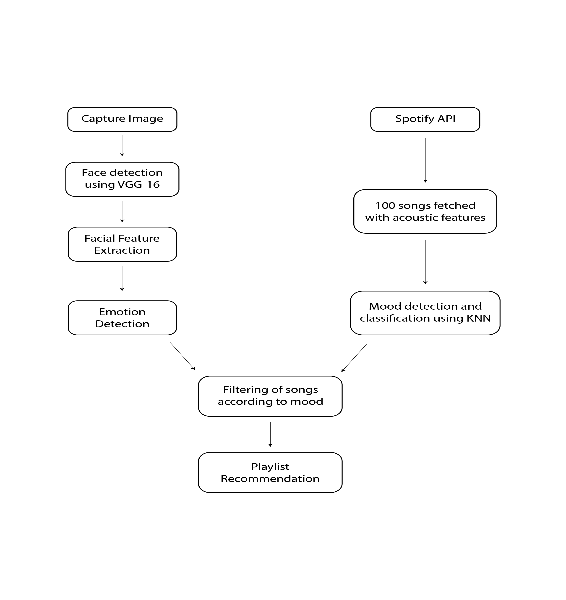 Capture Image
Face detection
using VGG-16
Facial Feature
Extraction
Emotion
Detection
Spotify API
100 songs fetched
with acoustic features
Mood detection and
classification using KNN
Filtering of songs
according to mood
Playlist
Recommendation